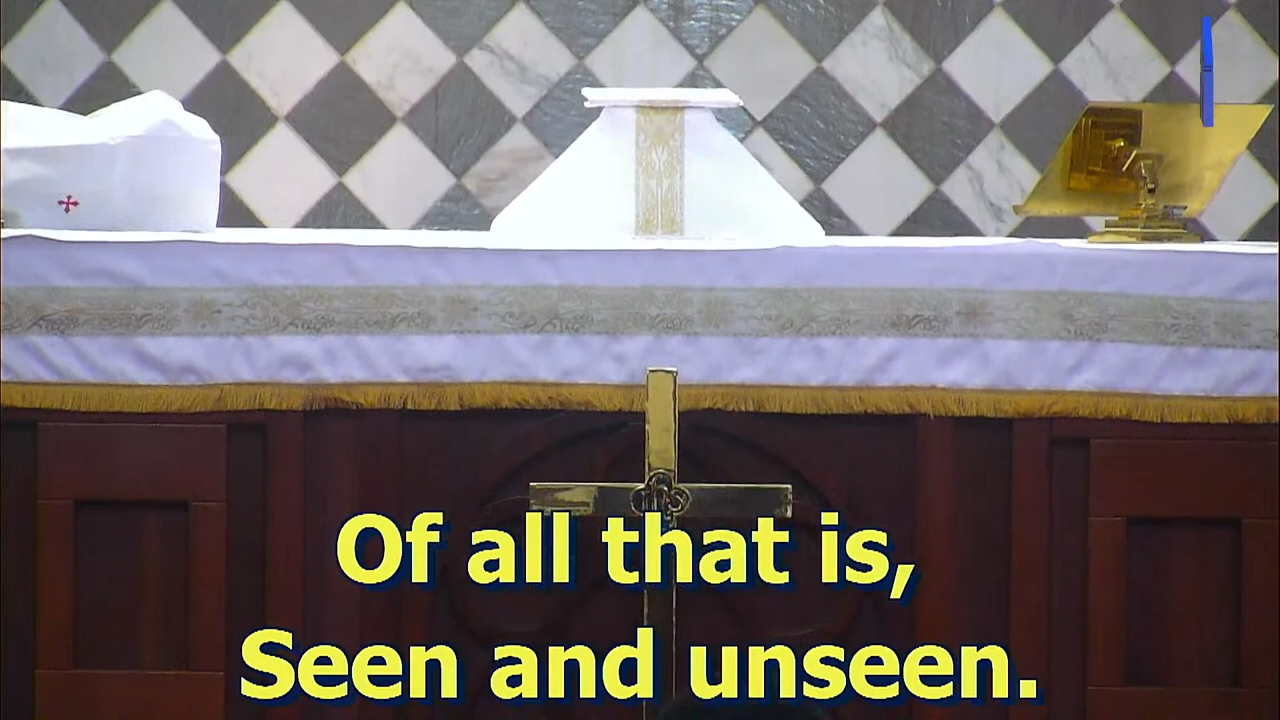 Of all that is,
Seen and unseen.